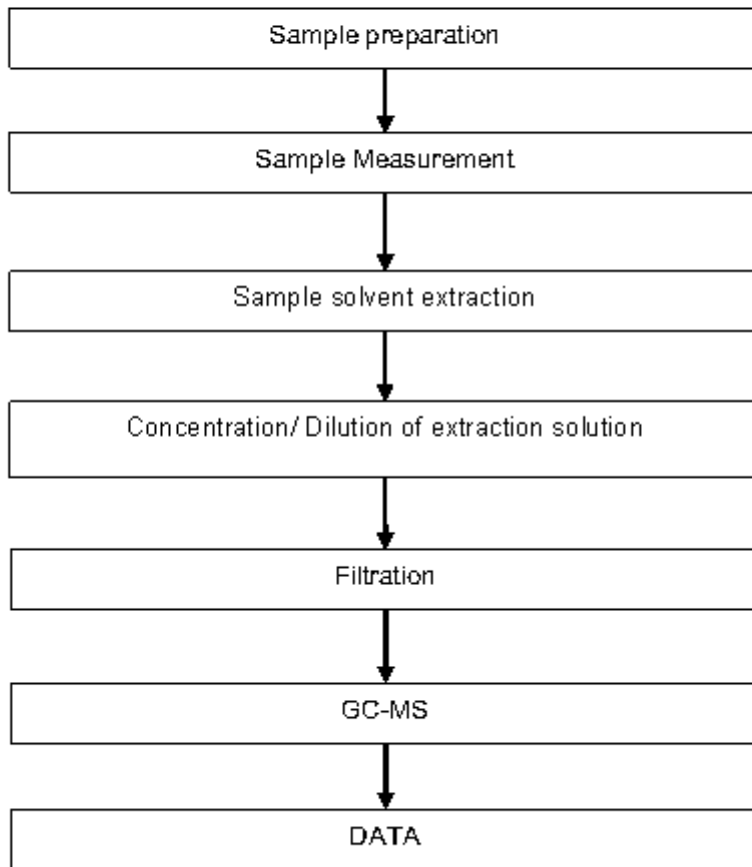 Sample preparation
Sample Measurement
Sample solvent extraction
Concentration/ Dilution of extraction solution
Filtration
GC-MS
DATA